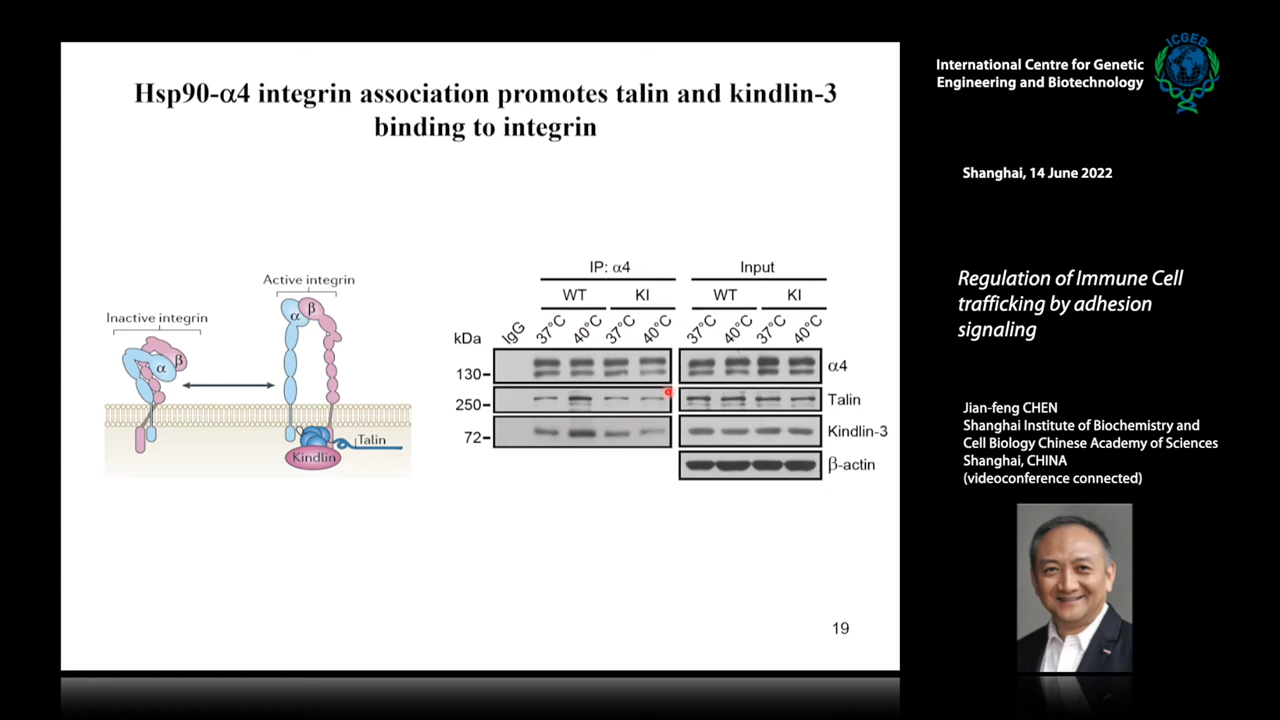 Hsp90-α4 integrin association promotes talin and kindlin-3
binding to integrin
Inactive integrin
α
β
Active integrin
α
β
Talin
Kindlin
IP: α4
Input
WT
KI
WT
KI
kDa
IgG
37°C
40°C
37°C
40°C
37°C
40°C
37°C
40°C
130
α4
250
Talin
72
Kindlin-3
β-actin
19
International Centre for Genetic
Engineering and Biotechnology
ICGEB
Shanghai, 14 June 2022
Regulation of Immune Cell
trafficking by adhesion
signaling
Jian-feng CHEN
Shanghai Institute of Biochemistry and
Cell Biology Chinese Academy of Sciences
Shanghai, CHINA
(videoconference connected)